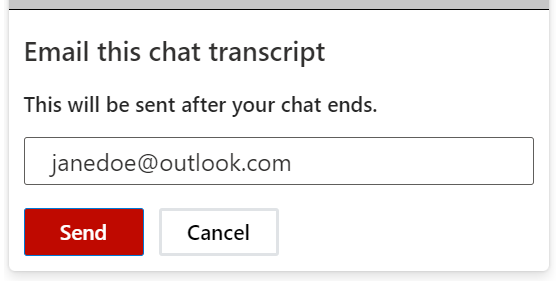 Email this chat transcript
This will be sent after your chat ends.
janedoe@outlook.com
Send
Cancel